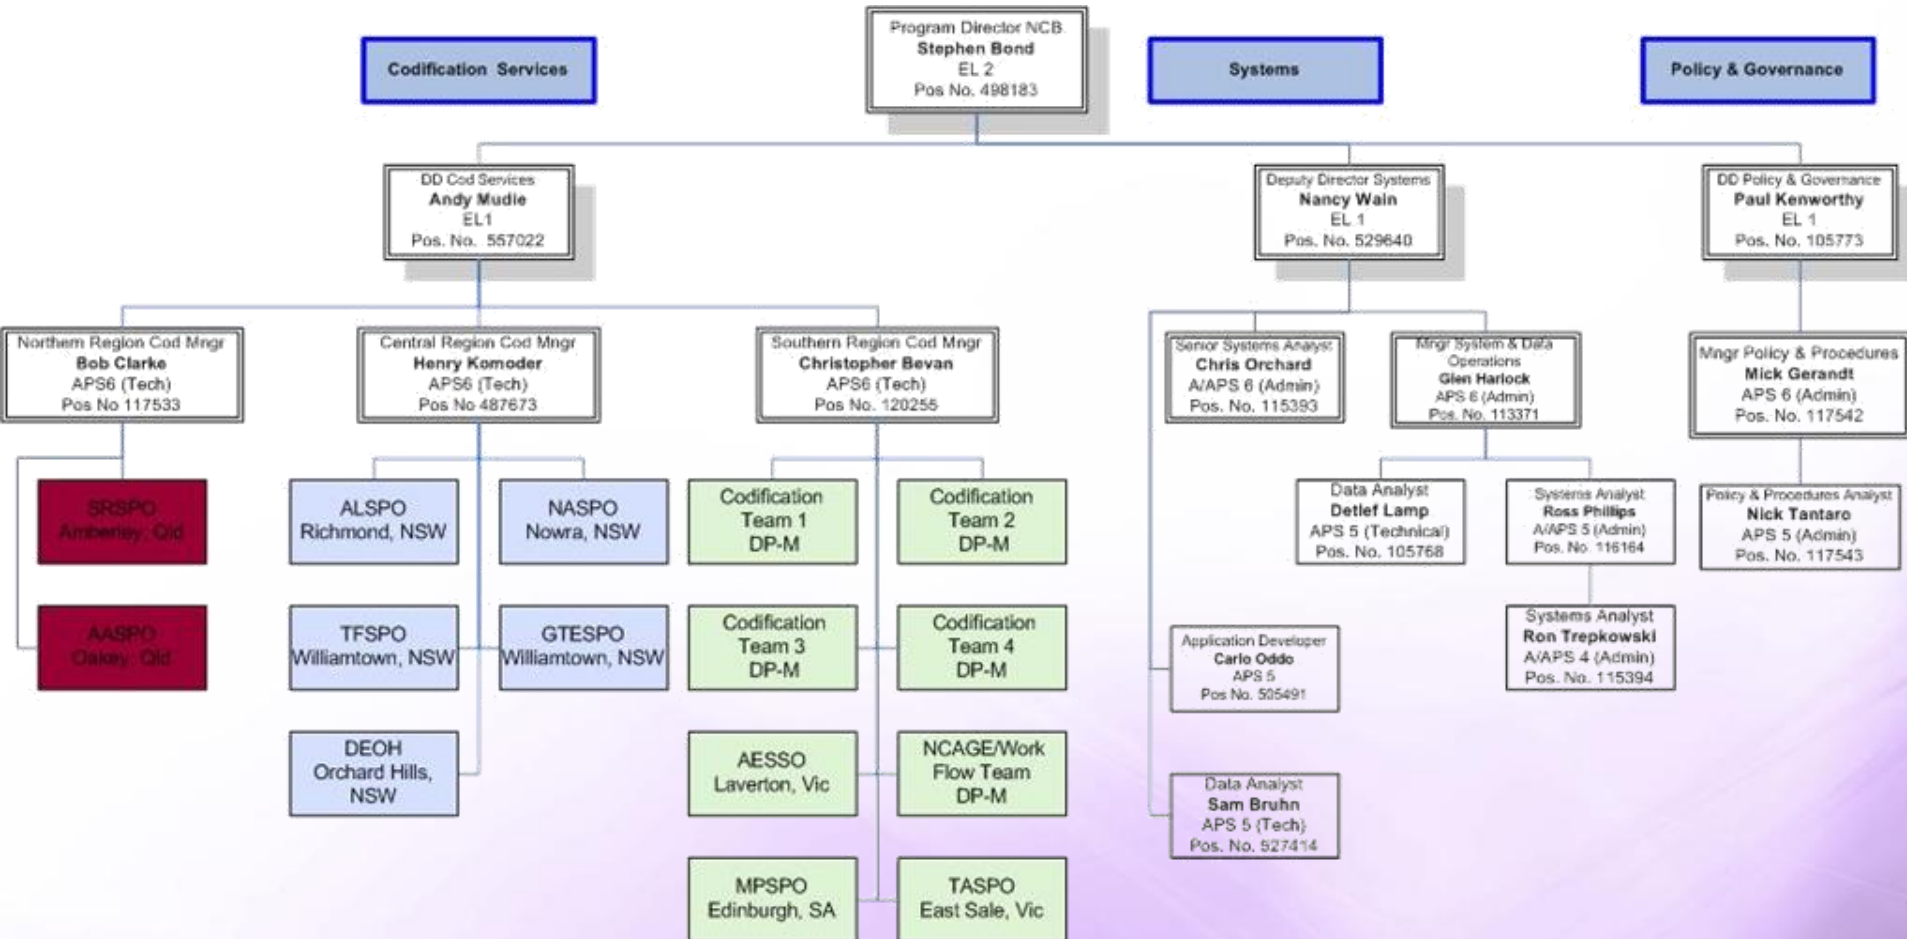 Program Director NCB
Stephen Bond
EL 2
Pos No. 498183
Codification Services
Systems
Policy & Governance
DD Cod Services
Andy Mudie
EL1
Pos. No. 557022
Deputy Director Systems
Nancy Wain
EL 1
Pos. No. 529640
DD Policy & Governance
Paul Kenworthy
EL 1
Pos. No. 105773
Northern Region Cod Mngr
Bob Clarke
APS6 (Tech)
Pos No 117533
Central Region Cod Mngr
Henry Komoder
APS6 (Tech)
Pos No 487673
Southern Region Cod Mngr
Christopher Bevan
APS6 (Tech)
Pos No. 120255
Senior Systems Analyst
Chris Orchard
A/APS 6 (Admin)
Pos. No. 115393
Mngr System & Data
Operations
Glen Harlock
APS 6 (Admin)
Pos. No. 113371
Mngr Policy & Procedures
Mick Gerandt
APS 6 (Admin)
Pos. No. 117542
SRSPO
Amberley, Qld
ALSPO
Richmond, NSW
NASPO
Nowra, NSW
Codification
Team 1
DP-M
Codification
Team 2
DP-M
Data Analyst
Detlef Lamp
APS 5 (Technical)
Pos. No. 105768
Systems Analyst
Ross Phillips
A/APS 5 (Admin)
Pos. No. 116164
Policy & Procedures Analyst
Nick Tantaro
APS 5 (Admin)
Pos. No. 117543
AASPO
Oakey, Qld
TFSPO
Williamtown, NSW
GTESPO
Williamtown, NSW
Codification
Team 3
DP-M
Codification
Team 4
DP-M
Application Developer
Carlo Oddo
APS 5
Pos No. 505491
Systems Analyst
Ron Trepkowski
A/APS 4 (Admin)
Pos. No. 115394
DEOH
Orchard Hills,
NSW
AESSO
Laverton, Vic
NCAGE/Work
Flow Team
DP-M
Data Analyst
Sam Bruhn
APS 5 (Tech)
Pos. No. 527414
MPSPO
Edinburgh, SA
TASPO
East Sale, Vic